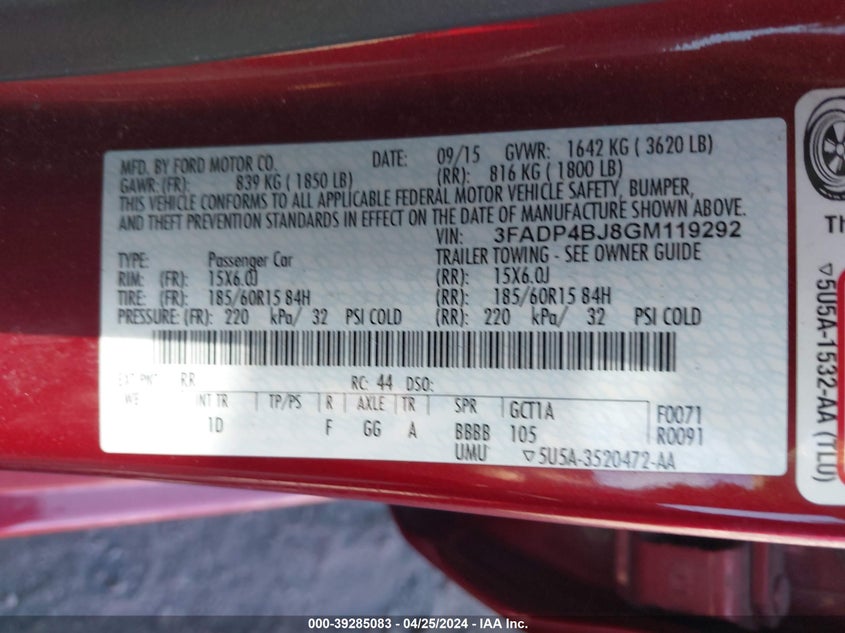 MFD. BY FORD MOTOR CO. DATE: 09/15 GVWR: 1642 KG ( 3620 LB)
GAWR: (FR): 839 KG ( 1850 LB) (RR): 816 KG ( 1800 LB)
THIS VEHICLE CONFORMS TO ALL APPLICABLE FEDERAL MOTOR VEHICLE SAFETY, BUMPER,
AND THEFT PREVENTION STANDARDS IN EFFECT ON THE DATE OF MANUFACTURE SHOWN ABOVE.
VIN: 3FADP4BJ8GM119292
TYPE: Passenger Car TRAILER TOWING - SEE OWNER GUIDE
RIM: (FR): 15X6.0J (RR): 15X6.0J
TIRE: (FR): 185/60R15 84H (RR): 185/60R15 84H
PRESSURE: (FR): 220 kPa/ 32 PSI COLD (RR): 220 kPa/ 32 PSI COLD
EXT PNT: RR RC: 44 DSO:
INT TR TP/PS R AXLE TR SPR GCT1A F0071
1D F GG A BBBB 105 R0091
UMU ▽5U5A-3520472-AA
Th
▽5U5A-1532-AA (TLU)
000-39285083 - 04/25/2024 - IAA Inc.